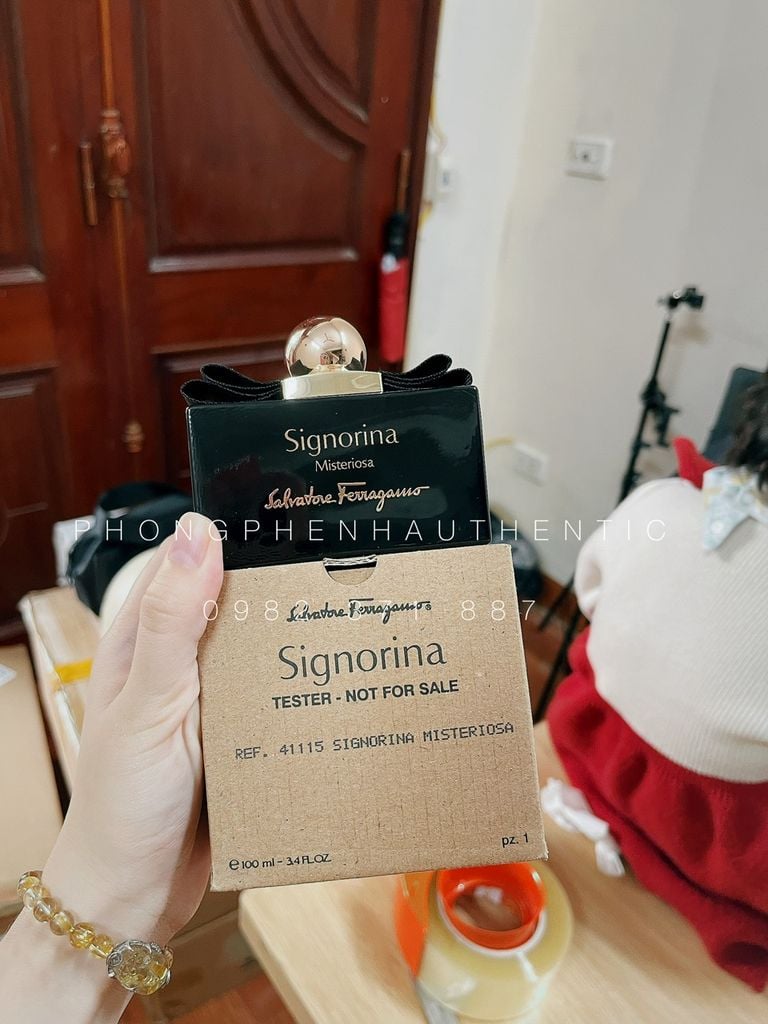 Signorina
Misteriosa
Salvatore Ferragamo
PHONGPHENHAUTHENTIC
Salvatore Ferragamo®
Signorina
TESTER - NOT FOR SALE
REF. 41115 SIGNORINA MISTERIOSA
pz. 1
e 100 ml - 3.4 FL.OZ